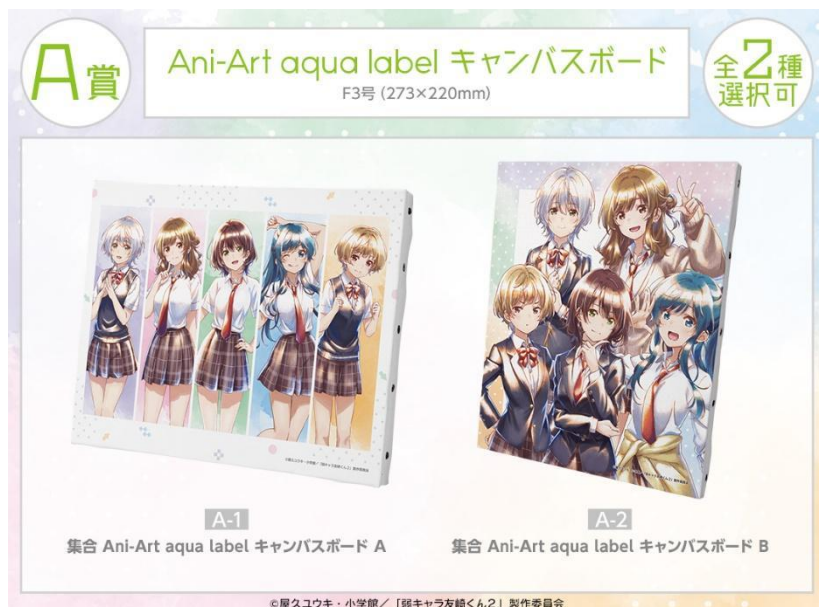 A賞
Ani-Art aqua label キャンバスボード
F3号 (273×220mm)
全2種
選択可
A-1
集合 Ani-Art aqua label キャンバスボード A
A-2
集合 Ani-Art aqua label キャンバスボード B
©屋久ユウキ・小学館／「弱キャラ友崎くん2」製作委員会